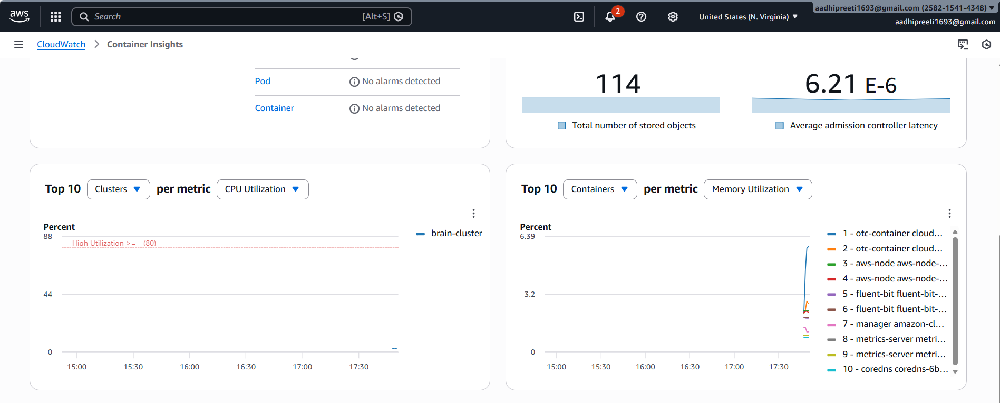 aws
Search
[Alt+S]
2
United States (N. Virginia)
aadhipreeti1693@gmail.com (2582-1541-4348)
aadhipreeti1693@gmail.com
CloudWatch
Container Insights
Pod
No alarms detected
Container
No alarms detected
114
Total number of stored objects
6.21 E-6
Average admission controller latency
Top 10 Clusters per metric CPU Utilization
Percent
88
High Utilization >= - (80)
44
0
15:00 15:30 16:00 16:30 17:00 17:30
brain-cluster
Top 10 Containers per metric Memory Utilization
Percent
6.39
3.2
0
15:00 15:30 16:00 16:30 17:00 17:30
1 - otc-container cloud...
2 - otc-container cloud...
3 - aws-node aws-node-...
4 - aws-node aws-node-...
5 - fluent-bit fluent-bit-...
6 - fluent-bit fluent-bit-...
7 - manager amazon-cl...
8 - metrics-server metri...
9 - metrics-server metri...
10 - coredns coredns-6b...